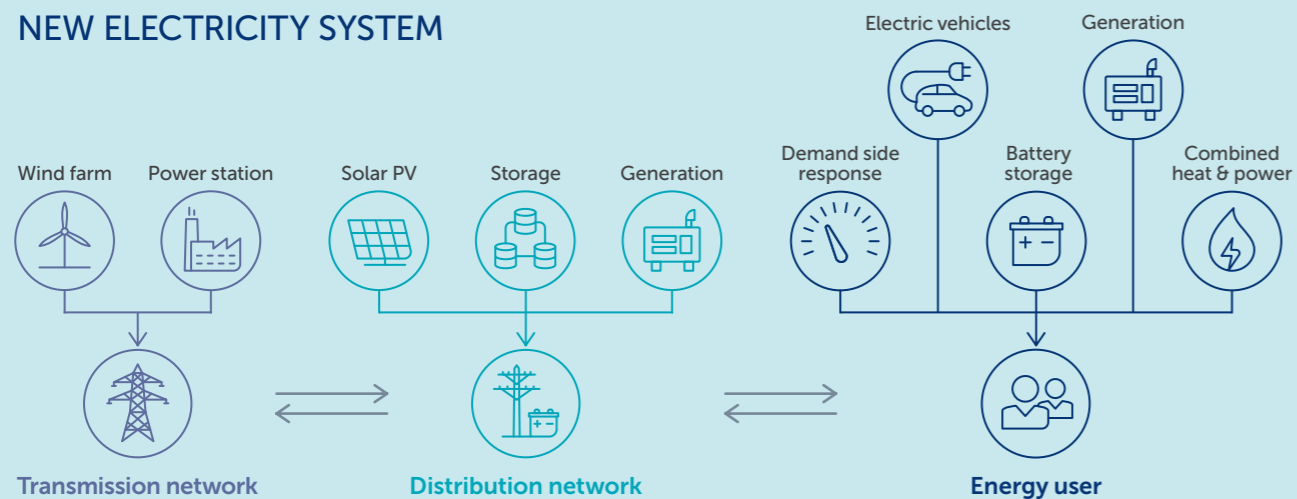 NEW ELECTRICITY SYSTEM
Electric vehicles
Generation
Wind farm
Power station
Solar PV
Storage
Generation
Demand side
response
Battery
storage
Combined
heat & power
Transmission network
Distribution network
Energy user